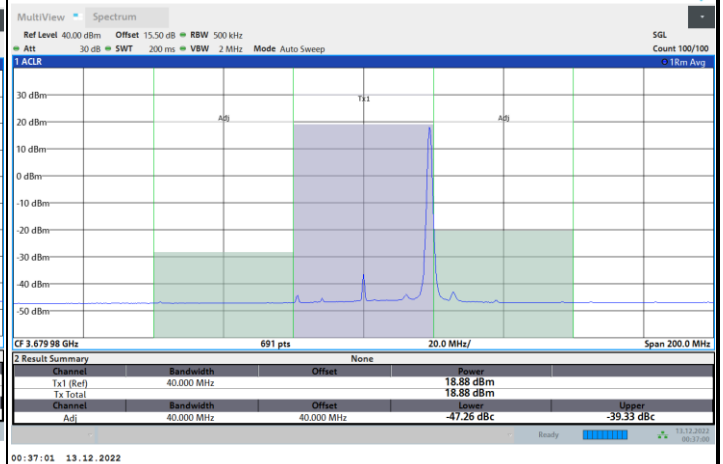 MultiView Spectrum
Ref Level 40.00 dBm Offset 15.50 dB RBW 500 kHz SGL
Att 30 dB SWT 200 ms VBW 2 MHz Mode Auto Sweep Count 100/100
1 ACLR 1Rm Avg
30 dBm
Tx1
20 dBm
Adj Adj
10 dBm
0 dBm
-10 dBm
-20 dBm
-30 dBm
-40 dBm
-50 dBm
CF 3.679 98 GHz 691 pts 20.0 MHz/ Span 200.0 MHz
2 Result Summary None
Channel Bandwidth Offset Power
Tx1 (Ref) 40.000 MHz 18.88 dBm
Tx Total 18.88 dBm
Channel Bandwidth Offset Lower Upper
Adj 40.000 MHz 40.000 MHz -47.26 dBc -39.33 dBc
Ready 13.12.2022
00:37:00
00:37:01 13.12.2022